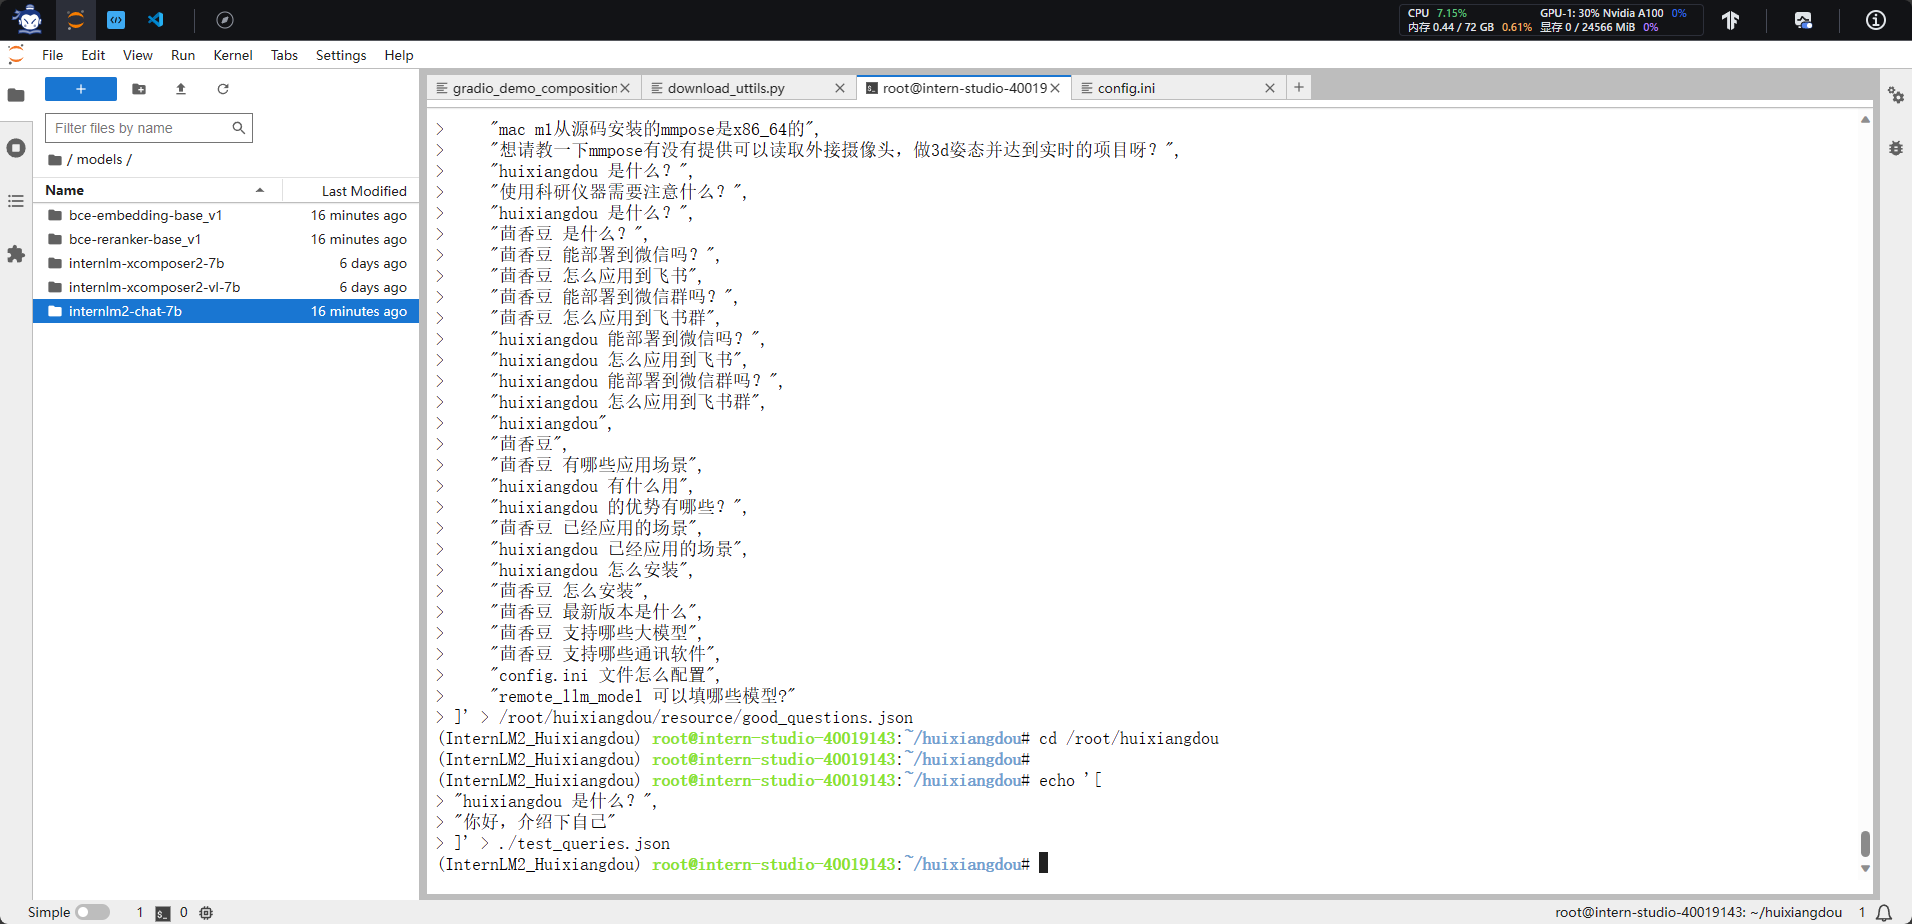 CPU 7.15% GPU-1: 30% Nvidia A100 0%
内存 0.44 / 72 GB 0.61% 显存 0 / 24566 MiB 0%
File Edit View Run Kernel Tabs Settings Help
gradio_demo_composition
download_uttils.py
root@intern-studio-40019
config.ini
Filter files by name
/ models /
Name Last Modified
bce-embedding-base_v1 16 minutes ago
bce-reranker-base_v1 16 minutes ago
internlm-xcomposer2-7b 6 days ago
internlm-xcomposer2-vl-7b 6 days ago
internlm2-chat-7b 16 minutes ago
> "mac m1从源码安装的mmpose是x86_64的",
> "想请教一下mmpose有没有提供可以读取外接摄像头，做3d姿态并达到实时的项目呀？",
> "huixiangdou 是什么？",
> "使用科研仪器需要注意什么？",
> "huixiangdou 是什么？",
> "茴香豆 是什么？",
> "茴香豆 能部署到微信吗？",
> "茴香豆 怎么应用到飞书",
> "茴香豆 能部署到微信群吗？",
> "茴香豆 怎么应用到飞书群",
> "huixiangdou 能部署到微信吗？",
> "huixiangdou 怎么应用到飞书",
> "huixiangdou 能部署到微信群吗？",
> "huixiangdou 怎么应用到飞书群",
> "huixiangdou",
> "茴香豆",
> "茴香豆 有哪些应用场景",
> "huixiangdou 有什么用",
> "huixiangdou 的优势有哪些？",
> "茴香豆 已经应用的场景",
> "huixiangdou 已经应用的场景",
> "huixiangdou 怎么安装",
> "茴香豆 怎么安装",
> "茴香豆 最新版本是什么",
> "茴香豆 支持哪些大模型",
> "茴香豆 支持哪些通讯软件",
> "config.ini 文件怎么配置",
> "remote_llm_model 可以填哪些模型?"
> ]' > /root/huixiangdou/resource/good_questions.json
(InternLM2_Huixiangdou) root@intern-studio-40019143:~/huixiangdou# cd /root/huixiangdou
(InternLM2_Huixiangdou) root@intern-studio-40019143:~/huixiangdou#
(InternLM2_Huixiangdou) root@intern-studio-40019143:~/huixiangdou# echo '[
> "huixiangdou 是什么？",
> "你好，介绍下自己"
> ]' > ./test_queries.json
(InternLM2_Huixiangdou) root@intern-studio-40019143:~/huixiangdou#
Simple 1 0 root@intern-studio-40019143: ~/huixiangdou 1